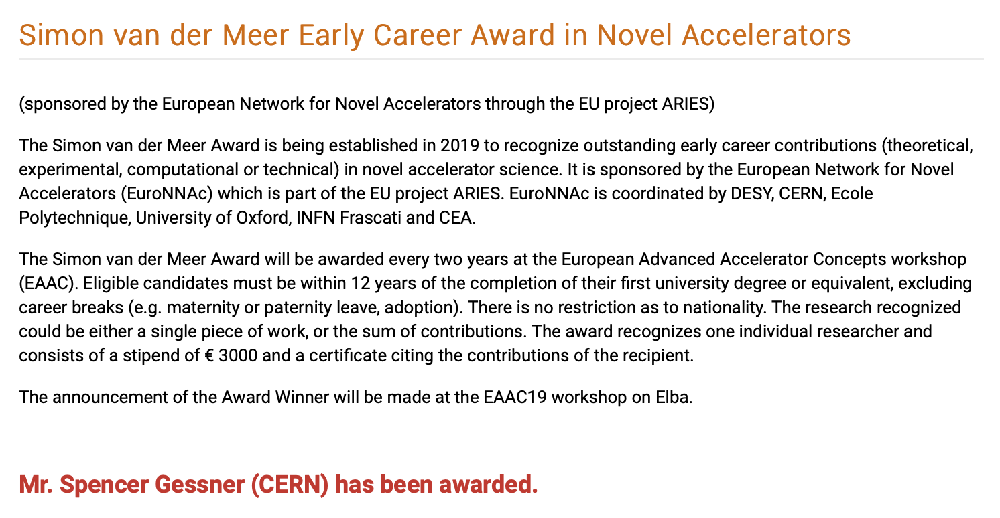 Simon van der Meer Early Career Award in Novel Accelerators
(sponsored by the European Network for Novel Accelerators through the EU project ARIES)
The Simon van der Meer Award is being established in 2019 to recognize outstanding early career contributions (theoretical,
experimental, computational or technical) in novel accelerator science. It is sponsored by the European Network for Novel
Accelerators (EuroNNAc) which is part of the EU project ARIES. EuroNNAc is coordinated by DESY, CERN, Ecole
Polytechnique, University of Oxford, INFN Frascati and CEA.
The Simon van der Meer Award will be awarded every two years at the European Advanced Accelerator Concepts workshop
(EAAC). Eligible candidates must be within 12 years of the completion of their first university degree or equivalent, excluding
career breaks (e.g. maternity or paternity leave, adoption). There is no restriction as to nationality. The research recognized
could be either a single piece of work, or the sum of contributions. The award recognizes one individual researcher and
consists of a stipend of € 3000 and a certificate citing the contributions of the recipient.
The announcement of the Award Winner will be made at the EAAC19 workshop on Elba.
Mr. Spencer Gessner (CERN) has been awarded.